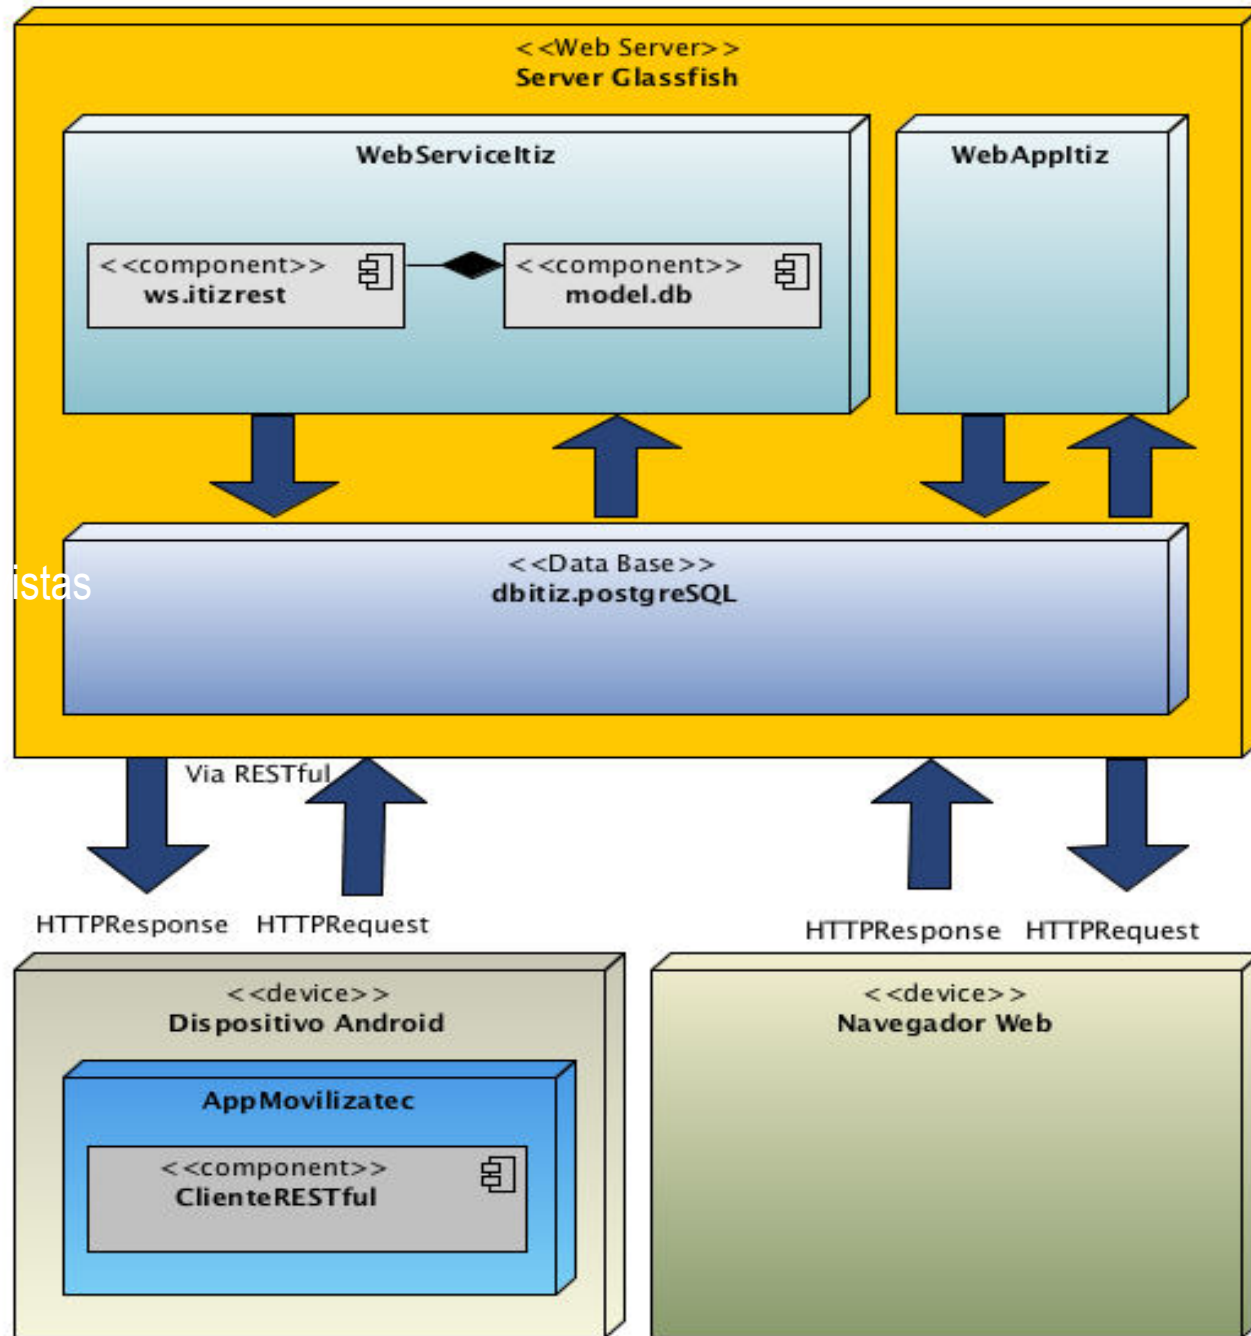 <<Web Server>>
Server Glassfish
WebServiceItiz
WebAppItiz
<<component>>
ws.itizrest
<<component>>
model.db
<<Data Base>>
dbitiz.postgreSQL
istas
Via RESTful
HTTPResponse
HTTPRequest
HTTPResponse
HTTPRequest
<<device>>
Dispositivo Android
<<device>>
Navegador Web
AppMovilizatec
<<component>>
ClienteRESTful